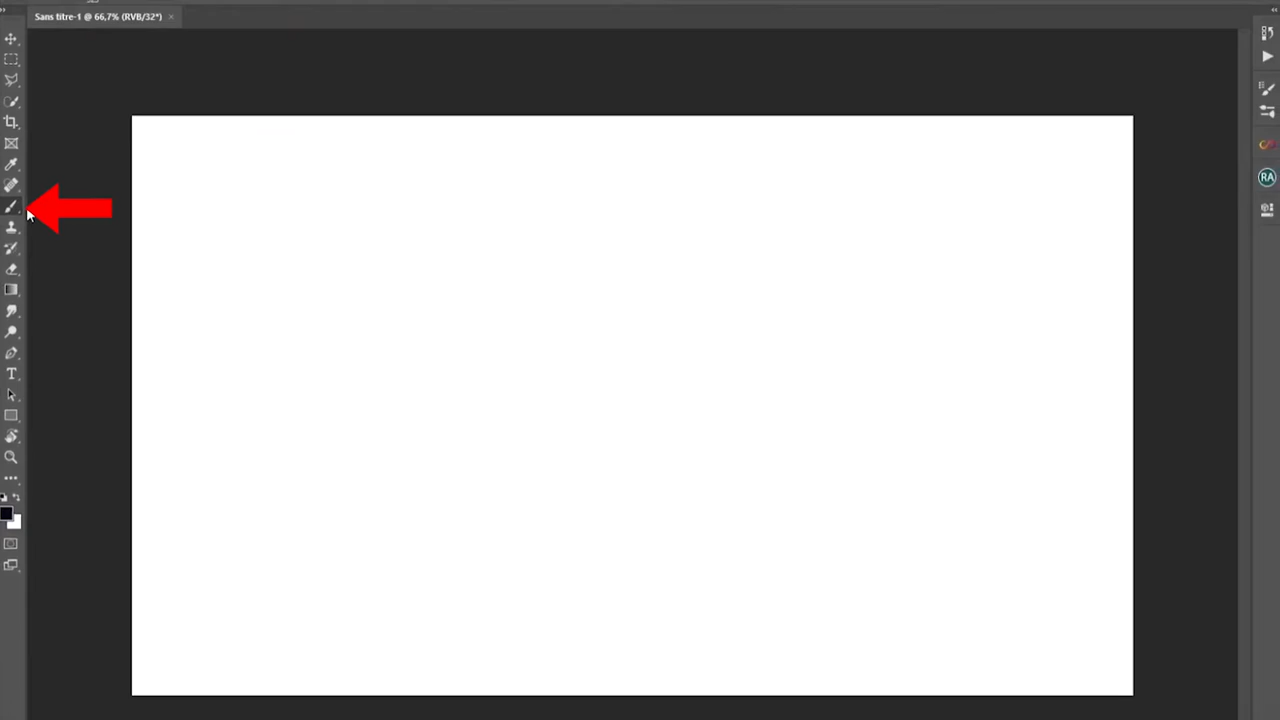 Sans titre-1 @ 66,7% (RVB/32*) ×
T
RA